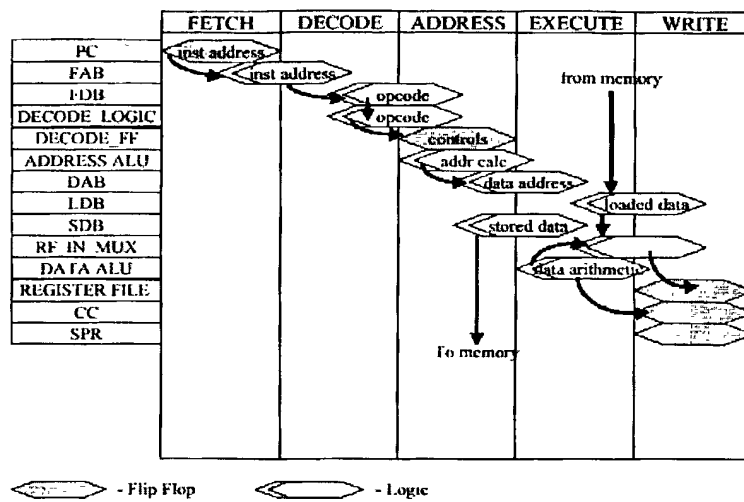 FETCH DECODE ADDRESS EXECUTE WRITE
PC inst address
FAB inst address
FDB opcode from memory
DECODE_LOGIC opcode
DECODE_FF controls
ADDRESS ALU addr calc
DAB data address
LDB loaded data
SDB stored data
RF_IN_MUX
DATA ALU data arithmetic
REGISTER FILE
CC
SPR
To memory
- Flip Flop - Logic